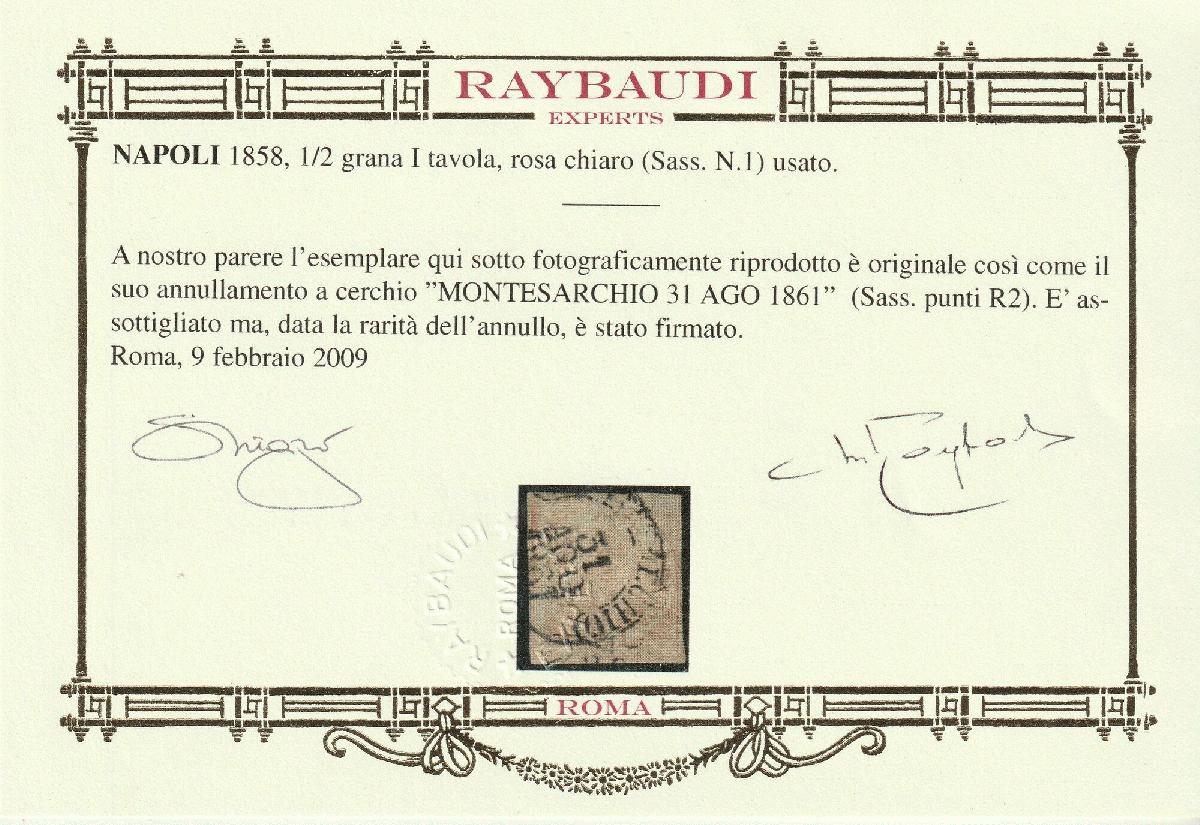 RAYBAUDI
EXPERTS
NAPOLI 1858, 1/2 grana I tavola, rosa chiaro (Sass. N.1) usato.
A nostro parere l'esemplare qui sotto fotograficamente riprodotto è originale così come il
suo annullamento a cerchio "MONTESARCHIO 31 AGO 1861" (Sass. punti R2). E' as-
sottigliato ma, data la rarità dell'annullo, è stato firmato.
Roma, 9 febbraio 2009
ROMA
ROMA